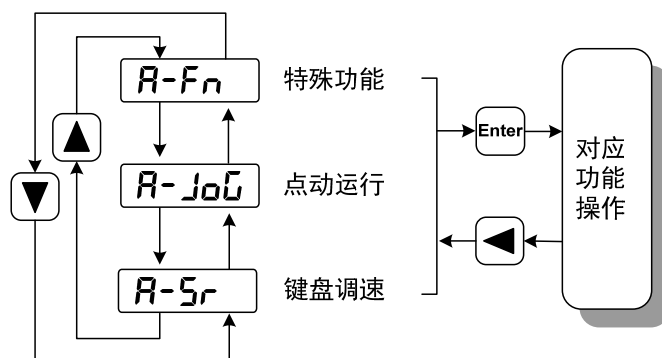 A-Fn 特殊功能
A-JoG 点动运行
A-Sr 键盘调速
Enter
对应
功能
操作